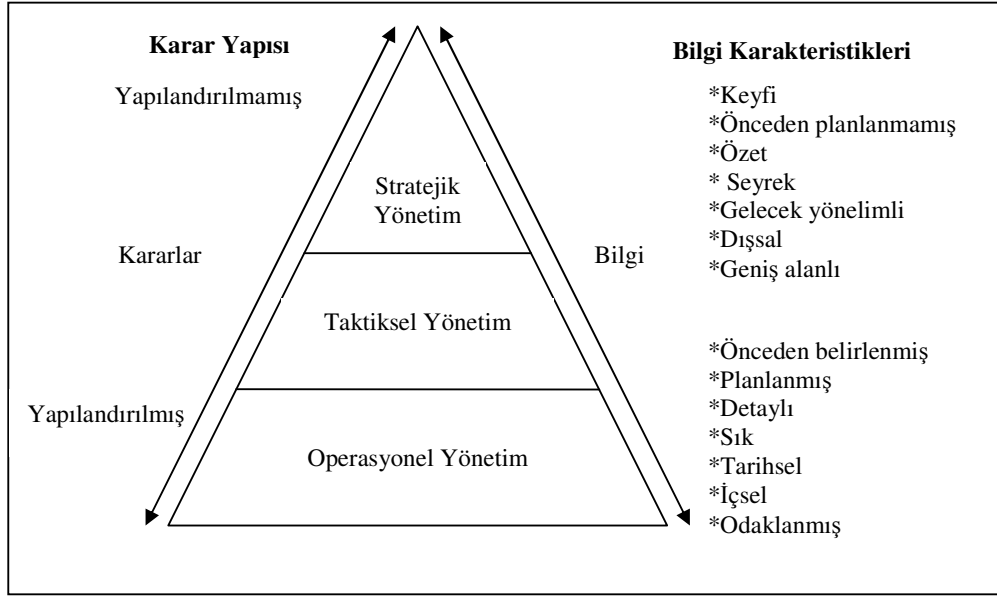 Karar Yapısı
Yapılandırılmamış
Kararlar
Yapılandırılmış
Stratejik
Yönetim
Taktiksel Yönetim
Operasyonel Yönetim
Bilgi
Bilgi Karakteristikleri
*Keyfi
*Önceden planlanmamış
*Özet
* Seyrek
*Gelecek yönelimli
*Dışsal
*Geniş alanlı
*Önceden belirlenmiş
*Planlanmış
*Detaylı
*Sık
*Tarihsel
*İçsel
*Odaklanmış